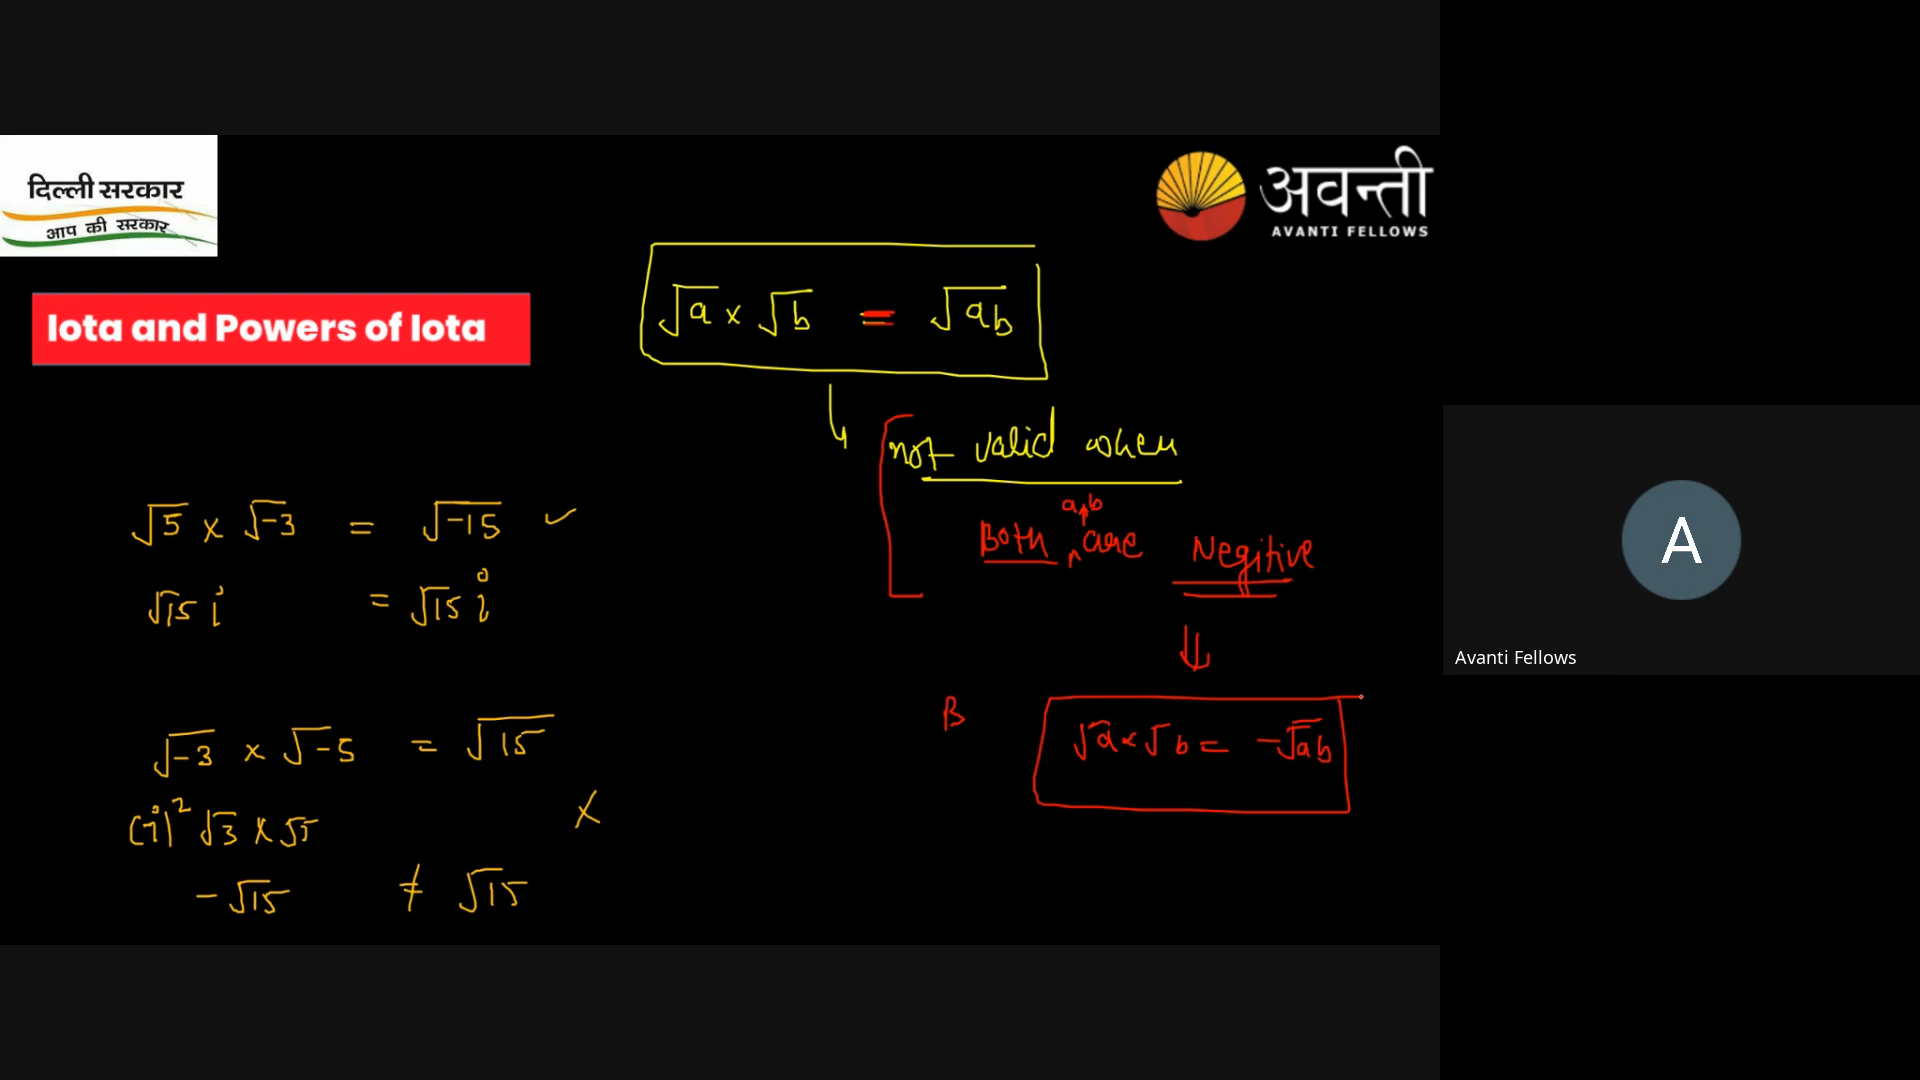 दिल्ली सरकार
आप की सरकार
अवन्ती
AVANTI FELLOWS
Iota and Powers of Iota
√a × √b = √ab
not valid when
a, b
Both ^ are Negitive
⇓
√5 × √-3 = √-15 ✓
√15 i = √15 i
B
√a × √b = -√ab
√-3 × √-5 = √15
(i)² √3 × √5 ×
-√15 ≠ √15
A
Avanti Fellows